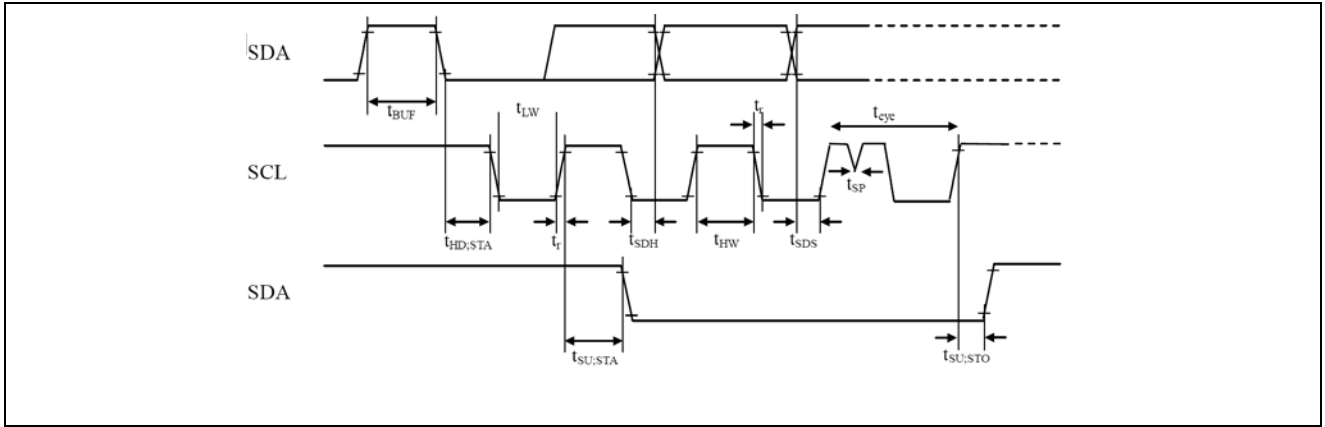 SDA
tBUF
tLW
tr
tcyc
SCL
tSP
tHD;STA
tr
tSDH
tHW
tSDS
SDA
tSU;STA
tSU;STO